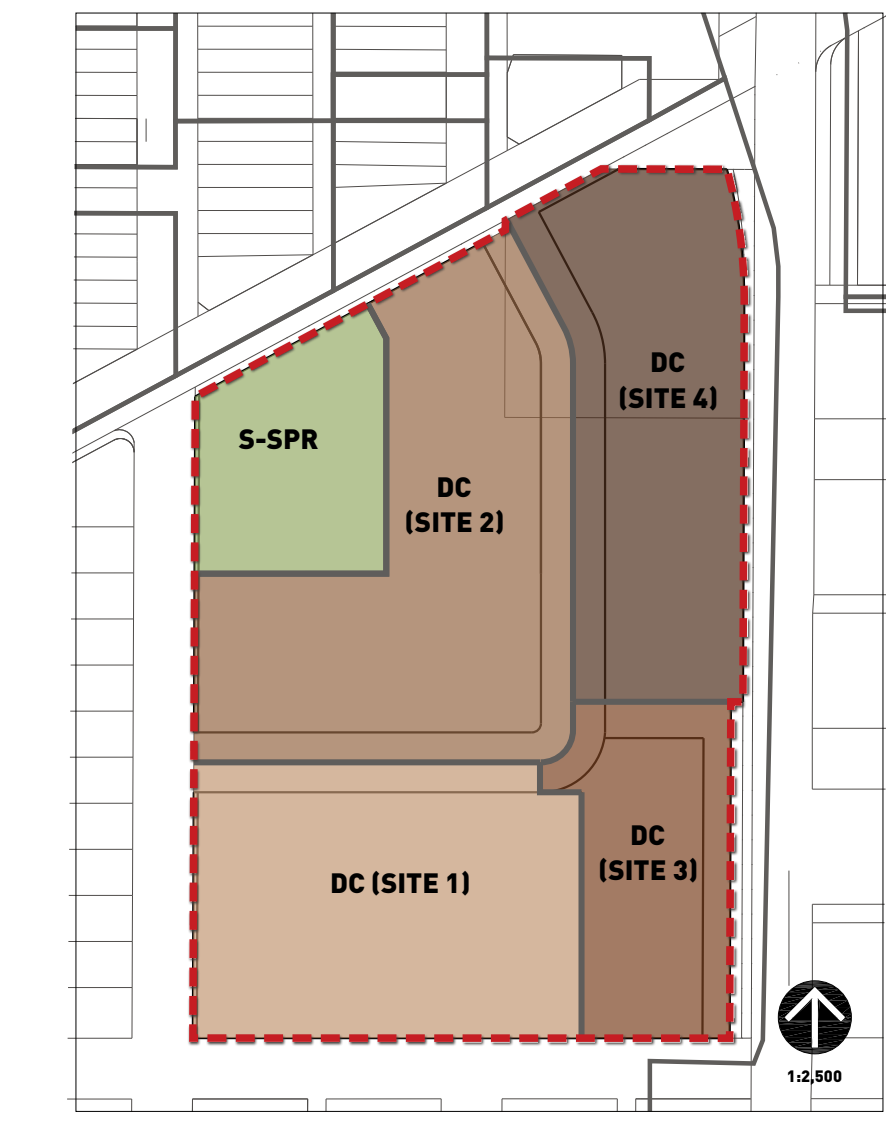 DC
(SITE 4)
S-SPR
DC
(SITE 2)
DC
(SITE 3)
DC (SITE 1)
1:2,500